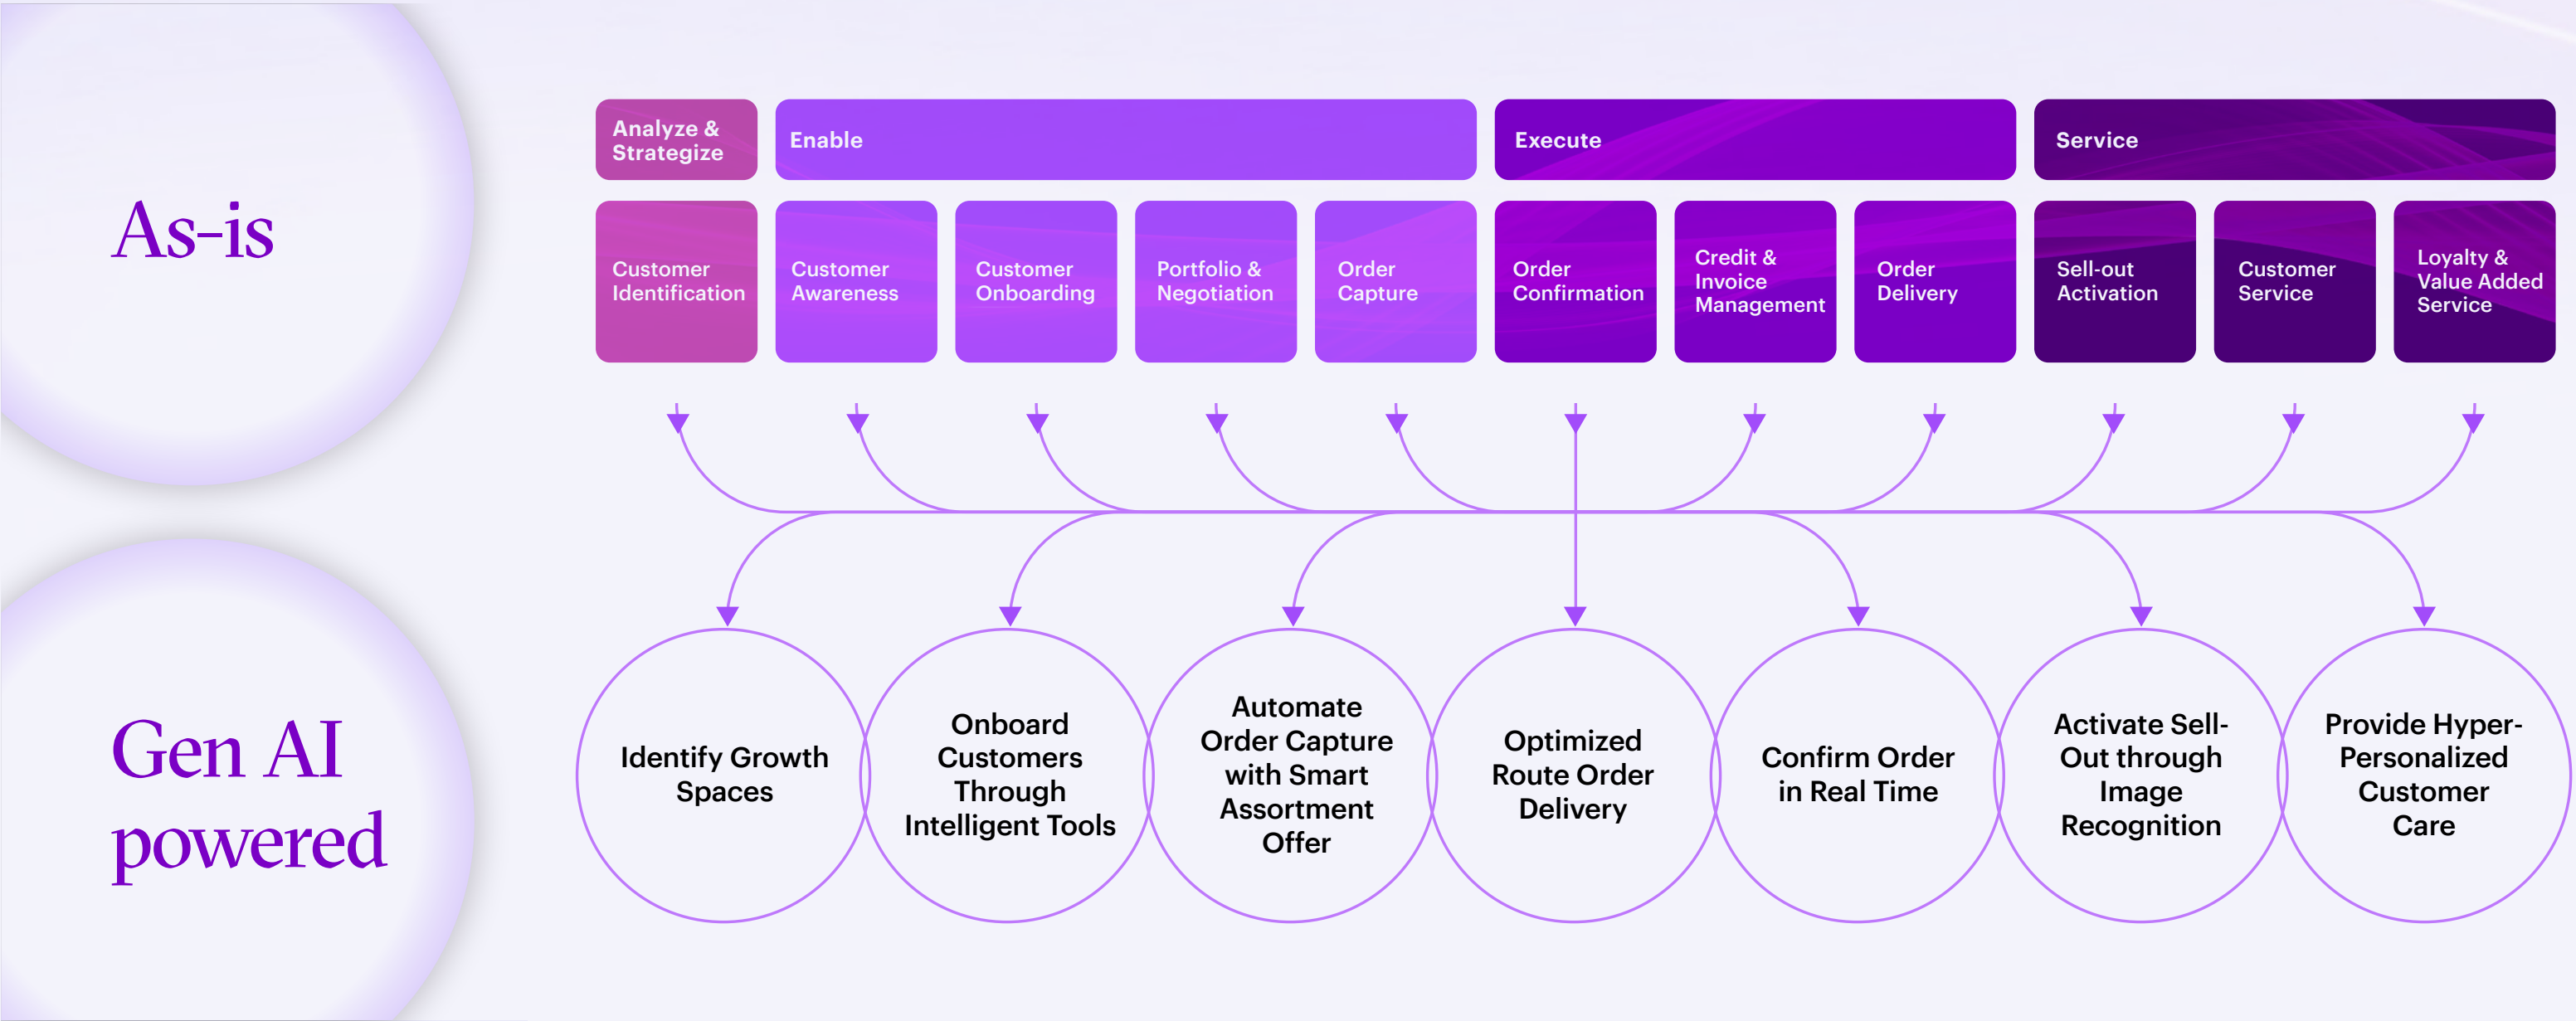 As-is
Analyze &
Strategize
Enable
Execute
Service
Customer
Identification
Customer
Awareness
Customer
Onboarding
Portfolio &
Negotiation
Order
Capture
Order
Confirmation
Credit &
Invoice
Management
Order
Delivery
Sell-out
Activation
Customer
Service
Loyalty &
Value Added
Service
Gen AI
powered
Identify Growth
Spaces
Onboard
Customers
Through
Intelligent Tools
Automate
Order Capture
with Smart
Assortment
Offer
Optimized
Route Order
Delivery
Confirm Order
in Real Time
Activate Sell-
Out through
Image
Recognition
Provide Hyper-
Personalized
Customer
Care